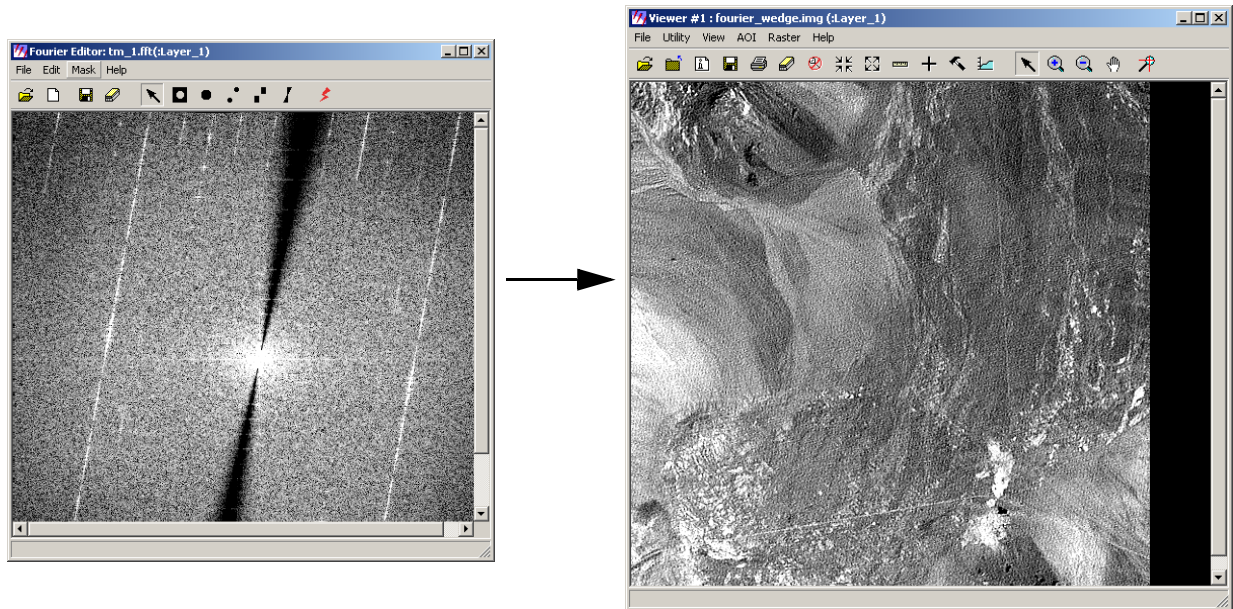 Fourier Editor: tm_1.fft(:Layer_1)
File Edit Mask Help
Viewer #1 : fourier_wedge.img (:Layer_1)
File Utility View AOI Raster Help